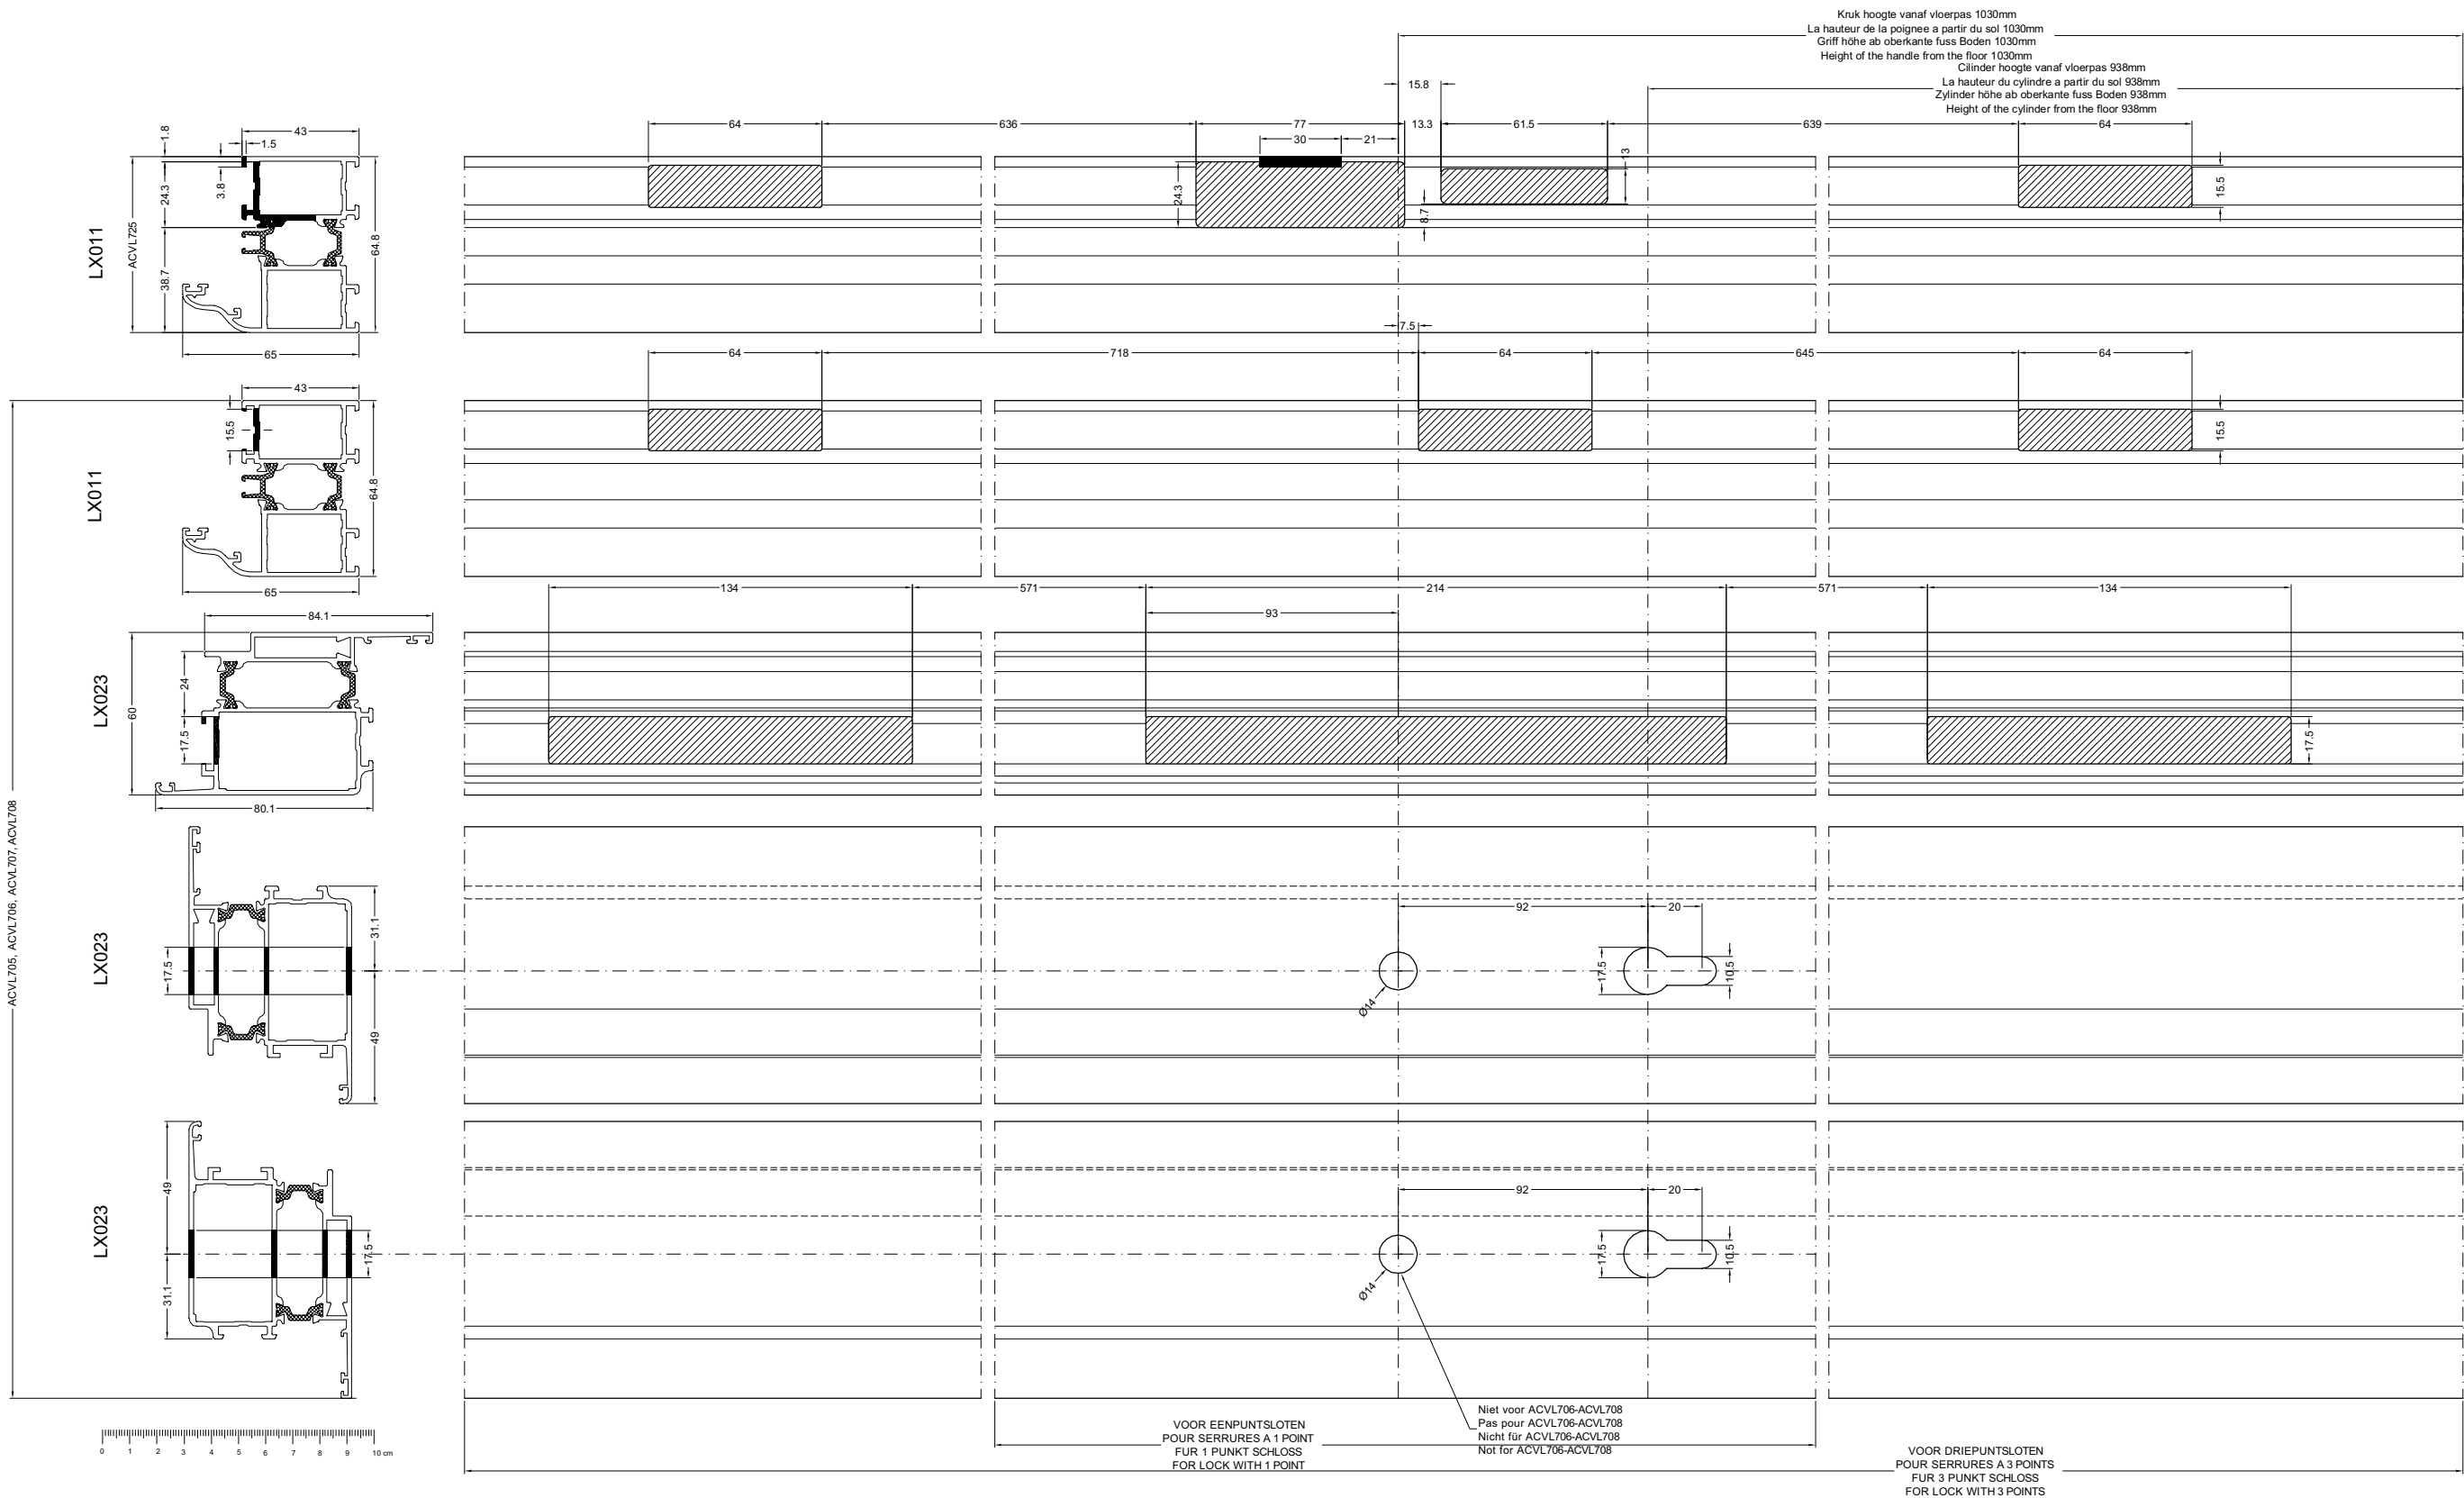 Kruk hoogte vanaf vloerpas 1030mm
La hauteur de la poignee a partir du sol 1030mm
Griff höhe ab oberkante fuss Boden 1030mm
Height of the handle from the floor 1030mm
Cilinder hoogte vanaf vloerpas 938mm
La hauteur du cylindre a partir du sol 938mm
Zylinder höhe ab oberkante fuss Boden 938mm
Height of the cylinder from the floor 938mm
15.8
64
636
77
13.3
61.5
639
64
30
21
43
1.8
1.5
3.8
24.3
38.7
ACVL725
64.8
65
LX011
24.3
8.7
13
15.5
7.5
64
718
64
645
64
43
15.5
64.8
65
LX011
15.5
134
571
214
571
134
93
84.1
24
60
17.5
80.1
LX023
17.5
ACVL705, ACVL706, ACVL707, ACVL708
LX023
17.5
31.1
49
92
20
17.5
10.5
Ø14
LX023
49
31.1
17.5
92
20
17.5
10.5
Ø14
Niet voor ACVL706-ACVL708
Pas pour ACVL706-ACVL708
Nicht für ACVL706-ACVL708
Not for ACVL706-ACVL708
VOOR EENPUNTSLOTEN
POUR SERRURES A 1 POINT
FUR 1 PUNKT SCHLOSS
FOR LOCK WITH 1 POINT
VOOR DRIEPUNTSLOTEN
POUR SERRURES A 3 POINTS
FUR 3 PUNKT SCHLOSS
FOR LOCK WITH 3 POINTS
0 1 2 3 4 5 6 7 8 9 10 cm